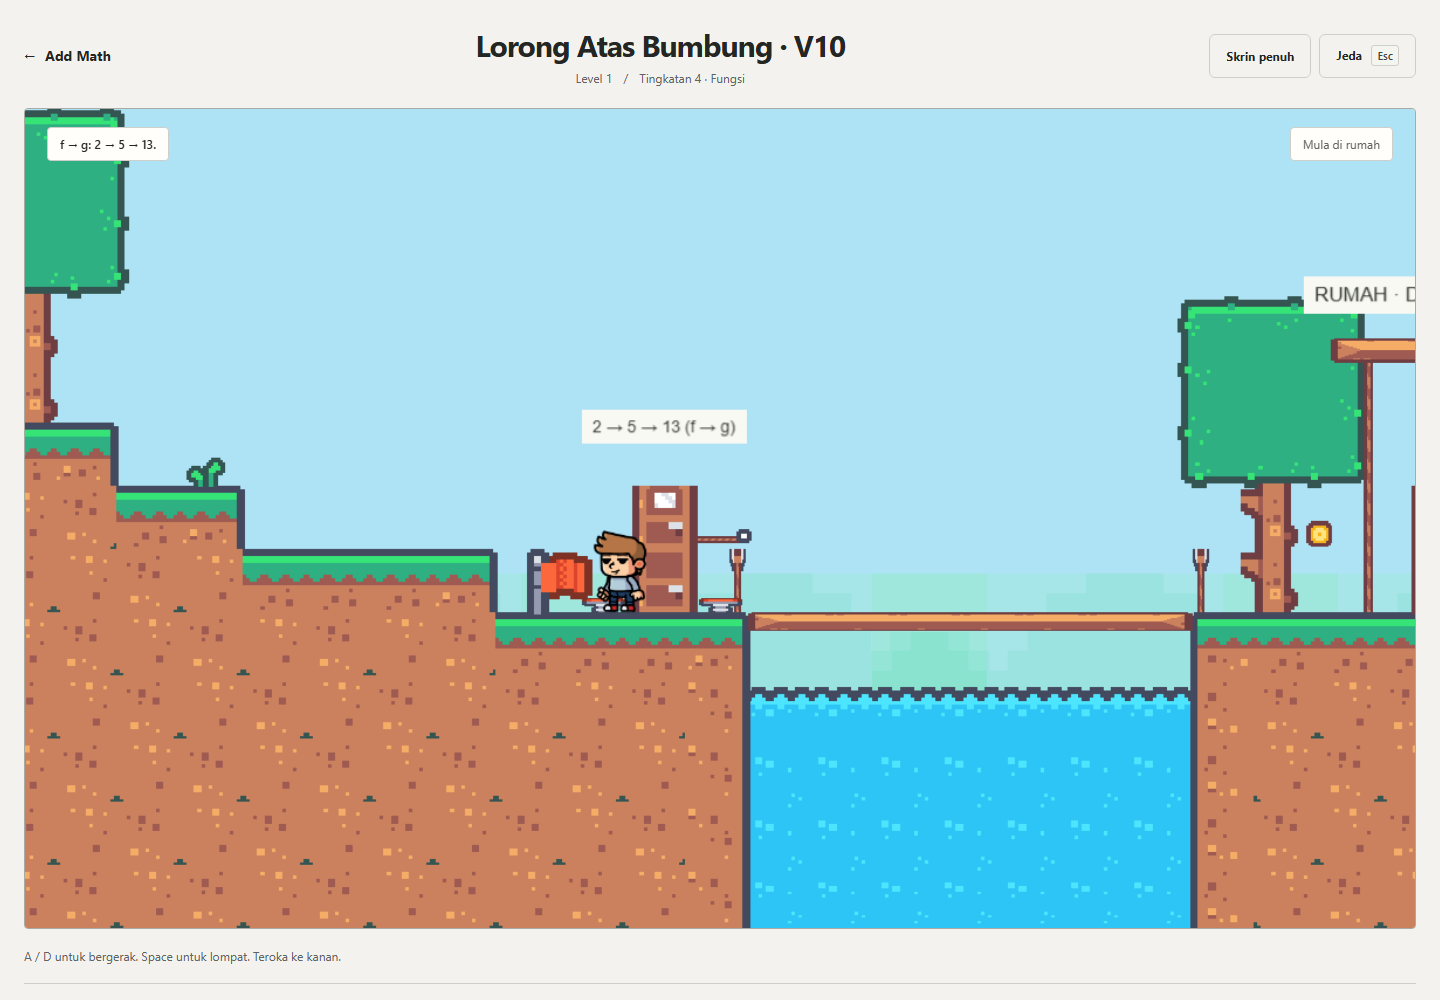 ← Add Math
Lorong Atas Bumbung · V10
Level 1 / Tingkatan 4 · Fungsi
Skrin penuh
Jeda Esc
f → g: 2 → 5 → 13.
Mula di rumah
RUMAH ·
2 → 5 → 13 (f → g)
A / D untuk bergerak. Space untuk lompat. Teroka ke kanan.